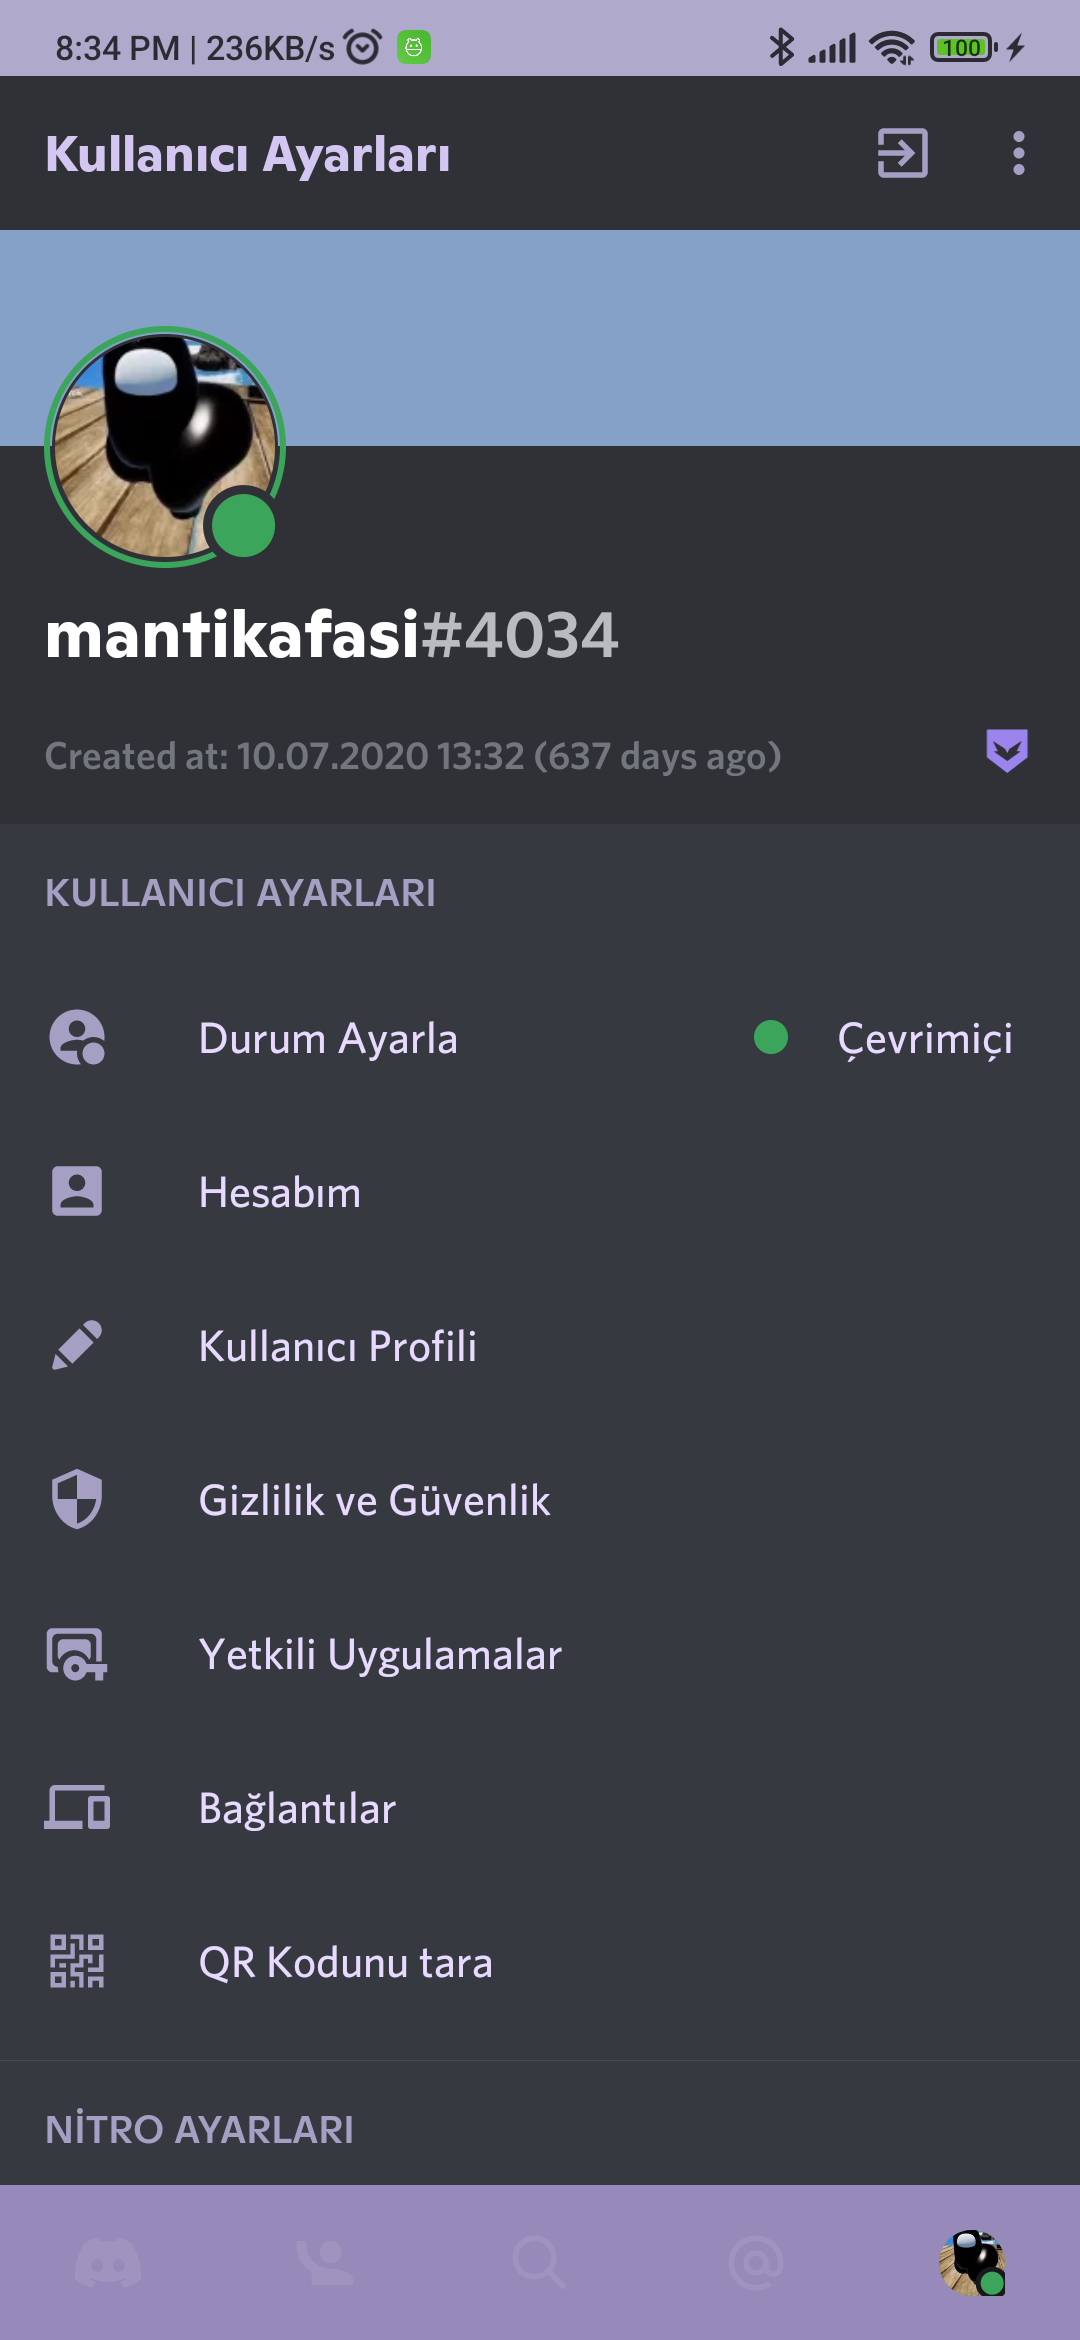 8:34 PM | 236KB/s
100
Kullanıcı Ayarları
mantikafasi#4034
Created at: 10.07.2020 13:32 (637 days ago)
KULLANICI AYARLARI
Durum Ayarla
Çevrimiçi
Hesabım
Kullanıcı Profili
Gizlilik ve Güvenlik
Yetkili Uygulamalar
Bağlantılar
QR Kodunu tara
NİTRO AYARLARI